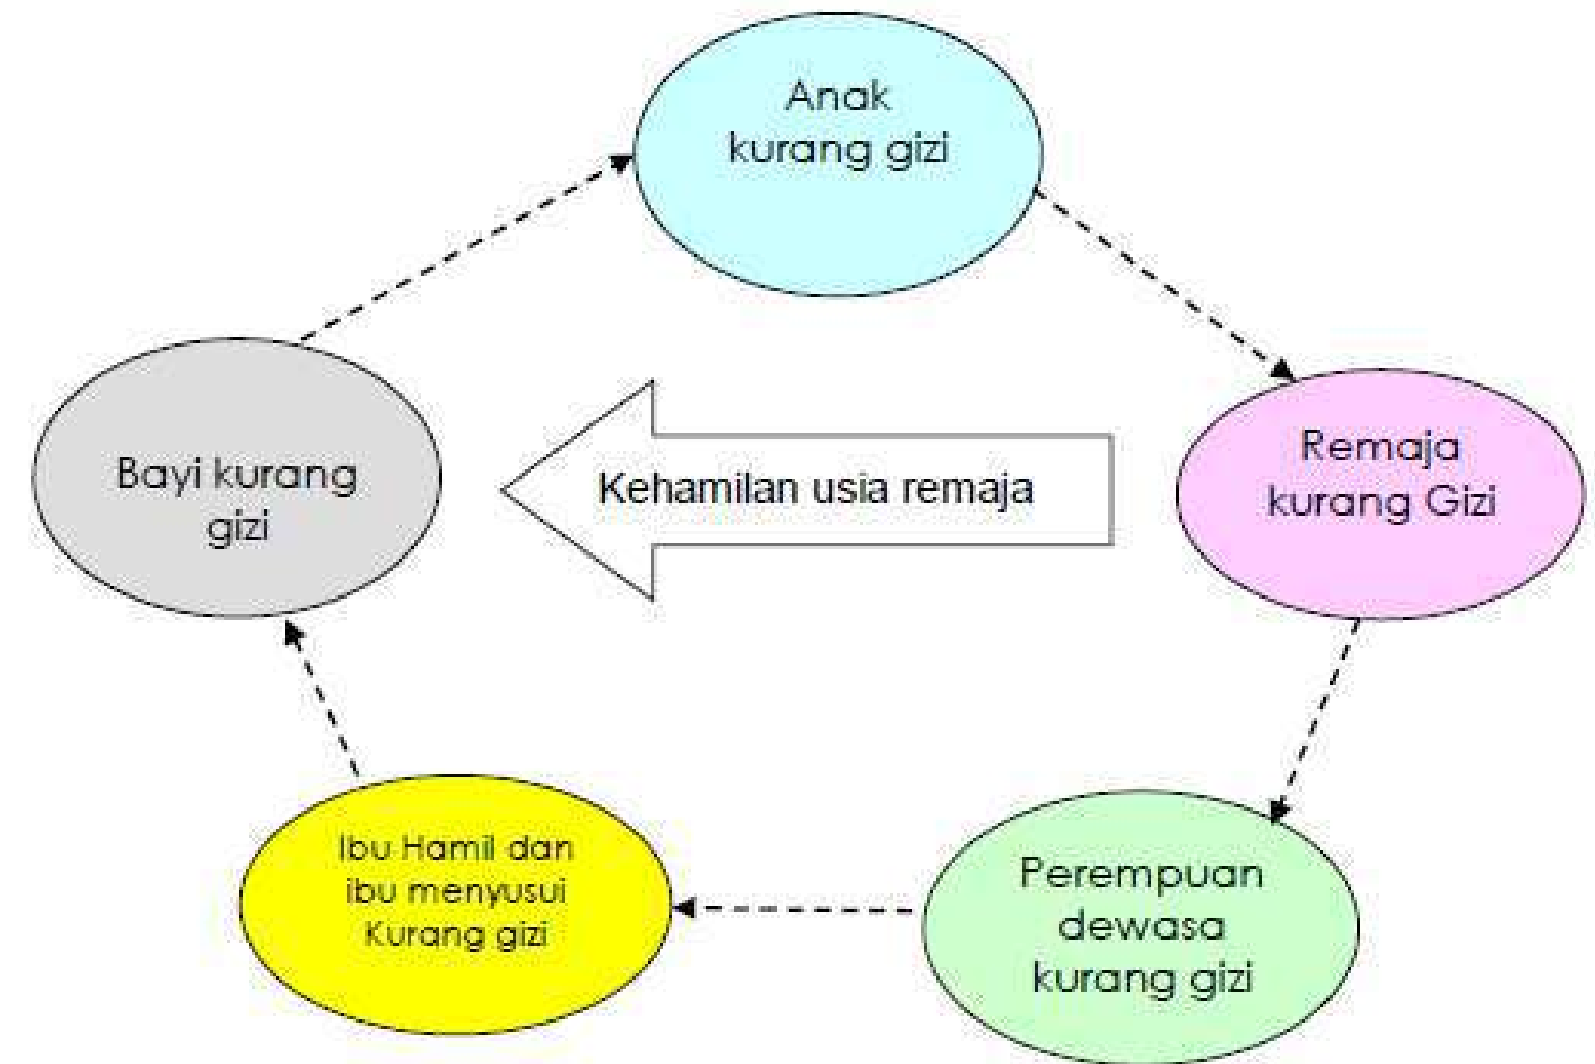 Anak
kurang gizi
Bayi kurang
gizi
Kehamilan usia remaja
Remaja
kurang Gizi
Ibu Hamil dan
ibu menyusui
Kurang gizi
Perempuan
dewasa
kurang gizi